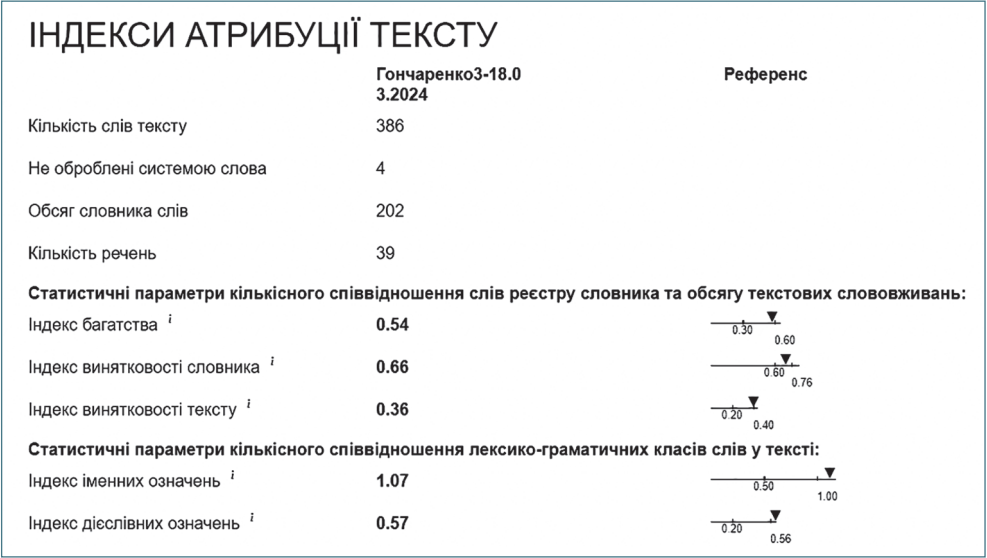 ІНДЕКСИ АТРИБУЦІЇ ТЕКСТУ
Гончаренко3-18.0 Референс
3.2024
Кількість слів тексту 386
Не оброблені системою слова 4
Обсяг словника слів 202
Кількість речень 39
Статистичні параметри кількісного співвідношення слів реєстру словника та обсягу текстових слововживань:
Індекс багатства i 0.54 0.30 0.60
Індекс винятковості словника i 0.66 0.60 0.76
Індекс винятковості тексту i 0.36 0.20 0.40
Статистичні параметри кількісного співвідношення лексико-граматичних класів слів у тексті:
Індекс іменних означень i 1.07 0.50 1.00
Індекс дієслівних означень i 0.57 0.20 0.56